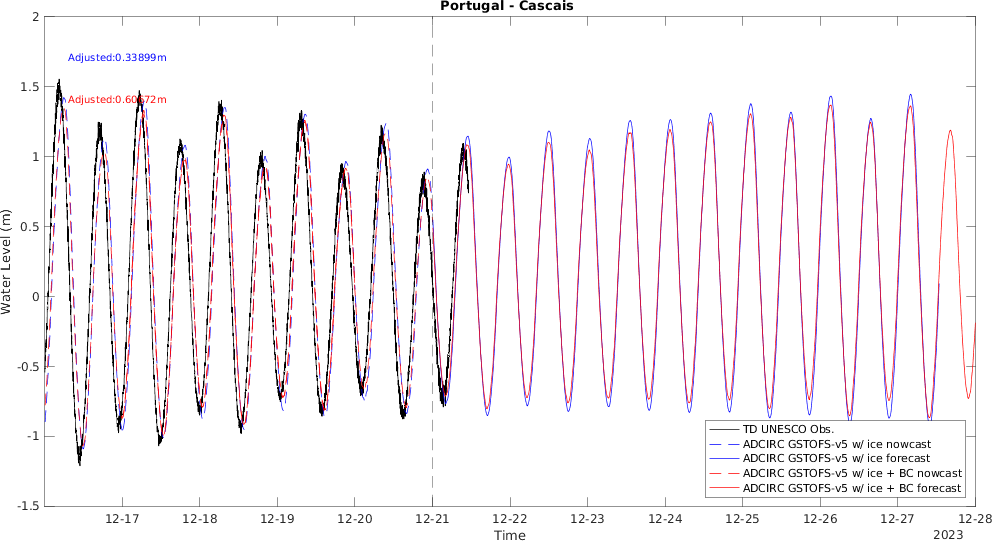 Portugal - Cascais
2
1.5
1
0.5
0
-0.5
-1
-1.5
Water Level (m)
Adjusted:0.33899m
Adjusted:0.60672m
TD UNESCO Obs.
ADCIRC GSTOFS-v5 w/ ice nowcast
ADCIRC GSTOFS-v5 w/ ice forecast
ADCIRC GSTOFS-v5 w/ ice + BC nowcast
ADCIRC GSTOFS-v5 w/ ice + BC forecast
12-17 12-18 12-19 12-20 12-21 12-22 12-23 12-24 12-25 12-26 12-27 12-28
Time
2023